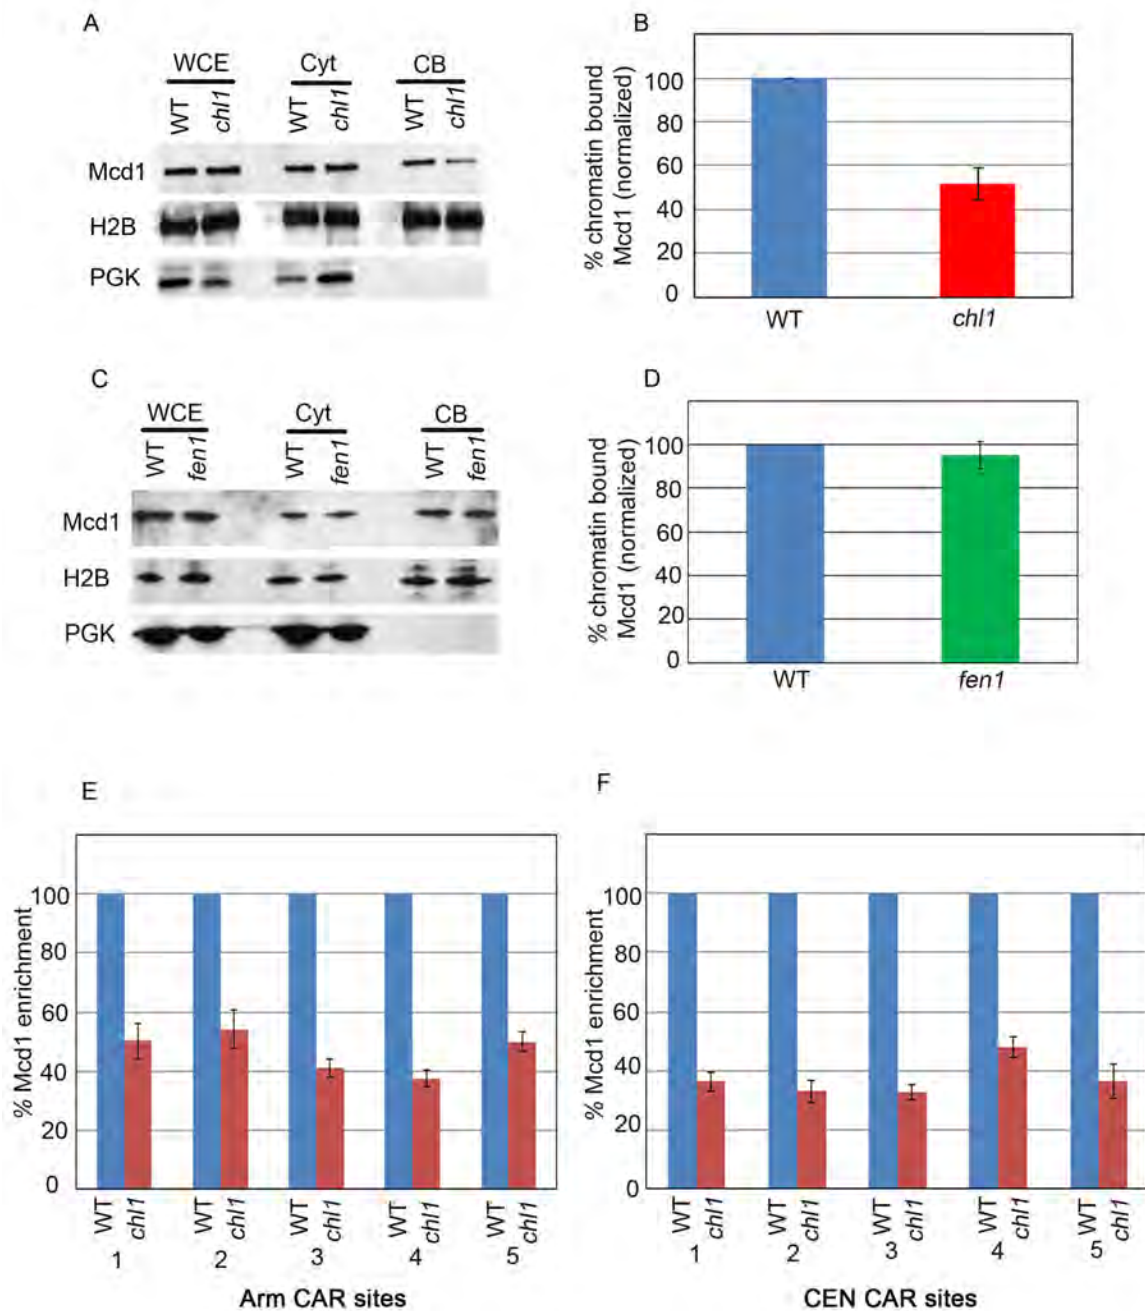 A
WCE Cyt CB
WT chl1 WT chl1 WT chl1
Mcd1
H2B
PGK
B
% chromatin bound
Mcd1 (normalized)
100
80
60
40
20
0
WT chl1
C
WCE Cyt CB
WT fen1 WT fen1 WT fen1
Mcd1
H2B
PGK
D
% chromatin bound
Mcd1 (normalized)
100
80
60
40
20
0
WT fen1
E
% Mcd1 enrichment
100
80
60
40
20
0
WT chl1 WT chl1 WT chl1 WT chl1 WT chl1
1 2 3 4 5
Arm CAR sites
F
% Mcd1 enrichment
100
80
60
40
20
0
WT chl1 WT chl1 WT chl1 WT chl1 WT chl1
1 2 3 4 5
CEN CAR sites